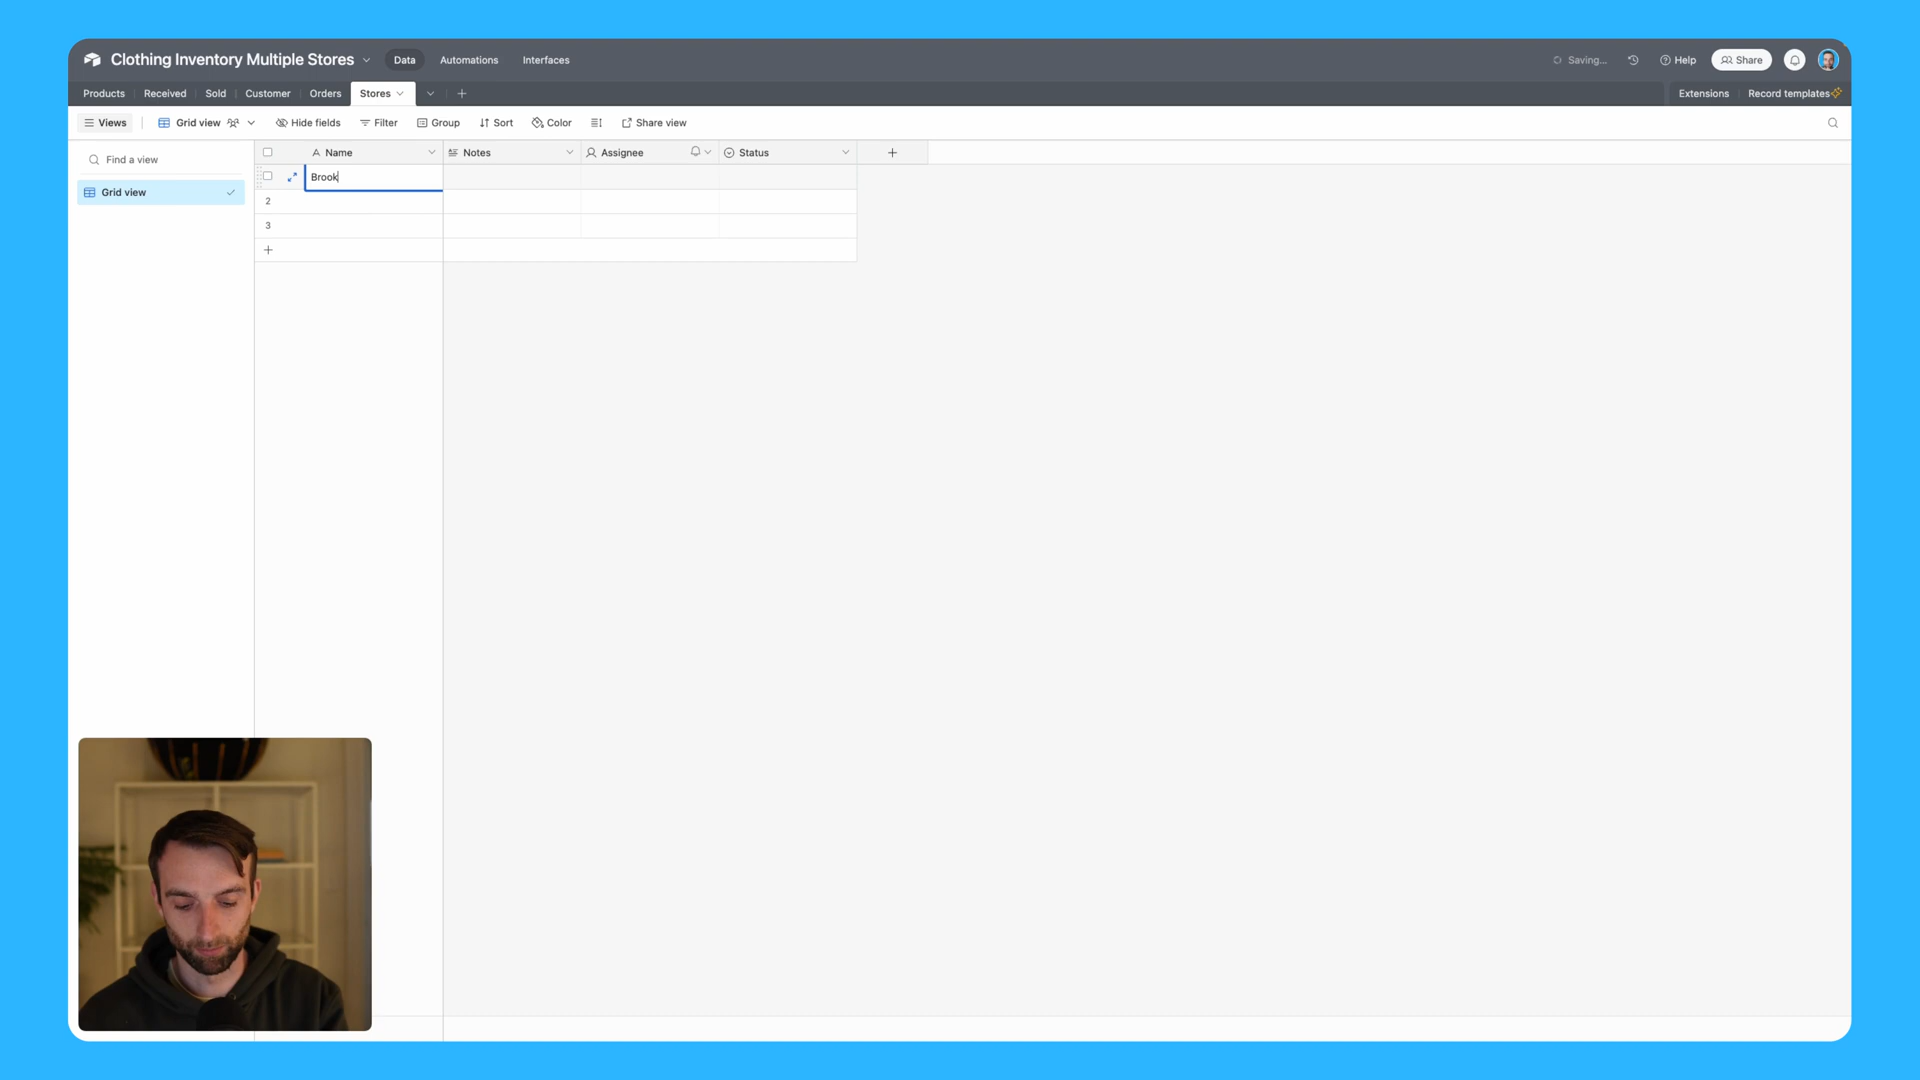 Clothing Inventory Multiple Stores Data Automations Interfaces Saving... Help Share
Products Received Sold Customer Orders Stores Extensions Record templates
Views Grid view Hide fields Filter Group Sort Color Share view
Find a view
Grid view
Name Notes Assignee Status
Brook
2
3